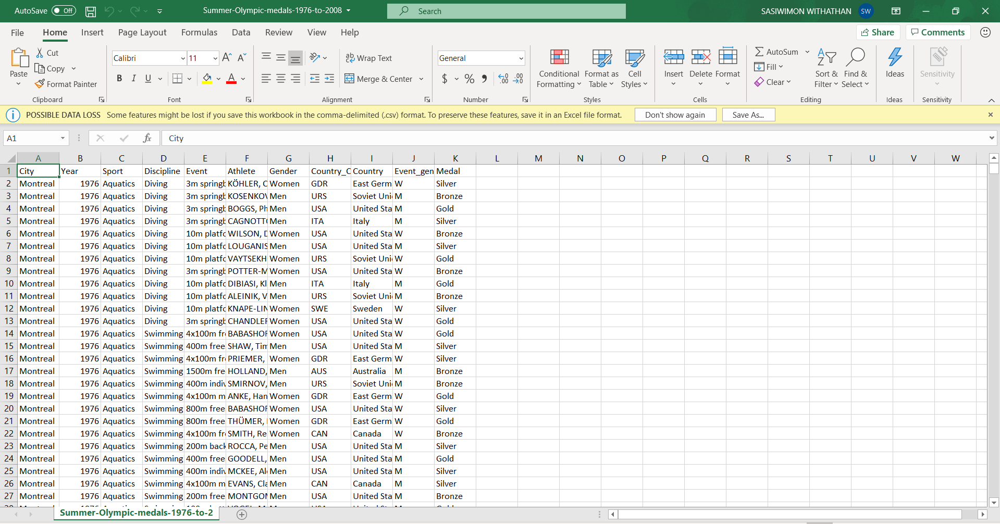 AutoSave Off Summer-Olympic-medals-1976-to-2008 Search SASIWIMON WITHATHAN SW
File Home Insert Page Layout Formulas Data Review View Help Share Comments
Cut
Copy
Format Painter
Paste
Clipboard
Calibri 11
B I U A
Font
Wrap Text
Merge & Center
Alignment
General
$ % 9
Number
Conditional Formatting Format as Table Cell Styles
Styles
Insert Delete Format
Cells
AutoSum
Fill
Clear
Sort & Filter Find & Select
Editing
Ideas
Ideas
Sensitivity
Sensitivity
POSSIBLE DATA LOSS Some features might be lost if you save this workbook in the comma-delimited (.csv) format. To preserve these features, save it in an Excel file format. Don't show again Save As...
A1 fx City
A B C D E F G H I J K L M N O P Q R S T U V W
1 City Year Sport Discipline Event Athlete Gender Country_C Country Event_gen Medal
2 Montreal 1976 Aquatics Diving 3m springb KÖHLER, C Women GDR East Germ W Silver
3 Montreal 1976 Aquatics Diving 3m springb KOSENKOV Men URS Soviet Uni M Bronze
4 Montreal 1976 Aquatics Diving 3m springb BOGGS, Ph Men USA United Sta M Gold
5 Montreal 1976 Aquatics Diving 3m springb CAGNOTTO Men ITA Italy M Silver
6 Montreal 1976 Aquatics Diving 10m platfo WILSON, D Women USA United Sta W Bronze
7 Montreal 1976 Aquatics Diving 10m platfo LOUGANIS Men USA United Sta M Silver
8 Montreal 1976 Aquatics Diving 10m platfo VAYTSEKH Women URS Soviet Uni W Gold
9 Montreal 1976 Aquatics Diving 3m springb POTTER-M Women USA United Sta W Bronze
10 Montreal 1976 Aquatics Diving 10m platfo DIBIASI, Kl Men ITA Italy M Gold
11 Montreal 1976 Aquatics Diving 10m platfo ALEINIK, V Men URS Soviet Uni M Bronze
12 Montreal 1976 Aquatics Diving 10m platfo KNAPE-LIN Women SWE Sweden W Silver
13 Montreal 1976 Aquatics Diving 3m springb CHANDLER Women USA United Sta W Gold
14 Montreal 1976 Aquatics Swimming 4x100m fr BABASHOF Women USA United Sta W Gold
15 Montreal 1976 Aquatics Swimming 400m free SHAW, Tim Men USA United Sta M Silver
16 Montreal 1976 Aquatics Swimming 4x100m fr PRIEMER, Women GDR East Germ W Silver
17 Montreal 1976 Aquatics Swimming 1500m fre HOLLAND, Men AUS Australia M Bronze
18 Montreal 1976 Aquatics Swimming 400m indiv SMIRNOV, Men URS Soviet Uni M Bronze
19 Montreal 1976 Aquatics Swimming 4x100m m ANKE, Han Women GDR East Germ W Gold
20 Montreal 1976 Aquatics Swimming 800m free BABASHOF Women USA United Sta W Silver
21 Montreal 1976 Aquatics Swimming 800m free THÜMER, Women GDR East Germ W Gold
22 Montreal 1976 Aquatics Swimming 4x100m fr SMITH, Re Women CAN Canada W Bronze
23 Montreal 1976 Aquatics Swimming 200m back ROCCA, Pe Men USA United Sta M Silver
24 Montreal 1976 Aquatics Swimming 400m free GOODELL, Men USA United Sta M Gold
25 Montreal 1976 Aquatics Swimming 400m indiv MCKEE, Al Men USA United Sta M Silver
26 Montreal 1976 Aquatics Swimming 4x100m m EVANS, Cla Men CAN Canada M Silver
27 Montreal 1976 Aquatics Swimming 200m free MONTGOM Men USA United Sta M Bronze
Summer-Olympic-medals-1976-to-2